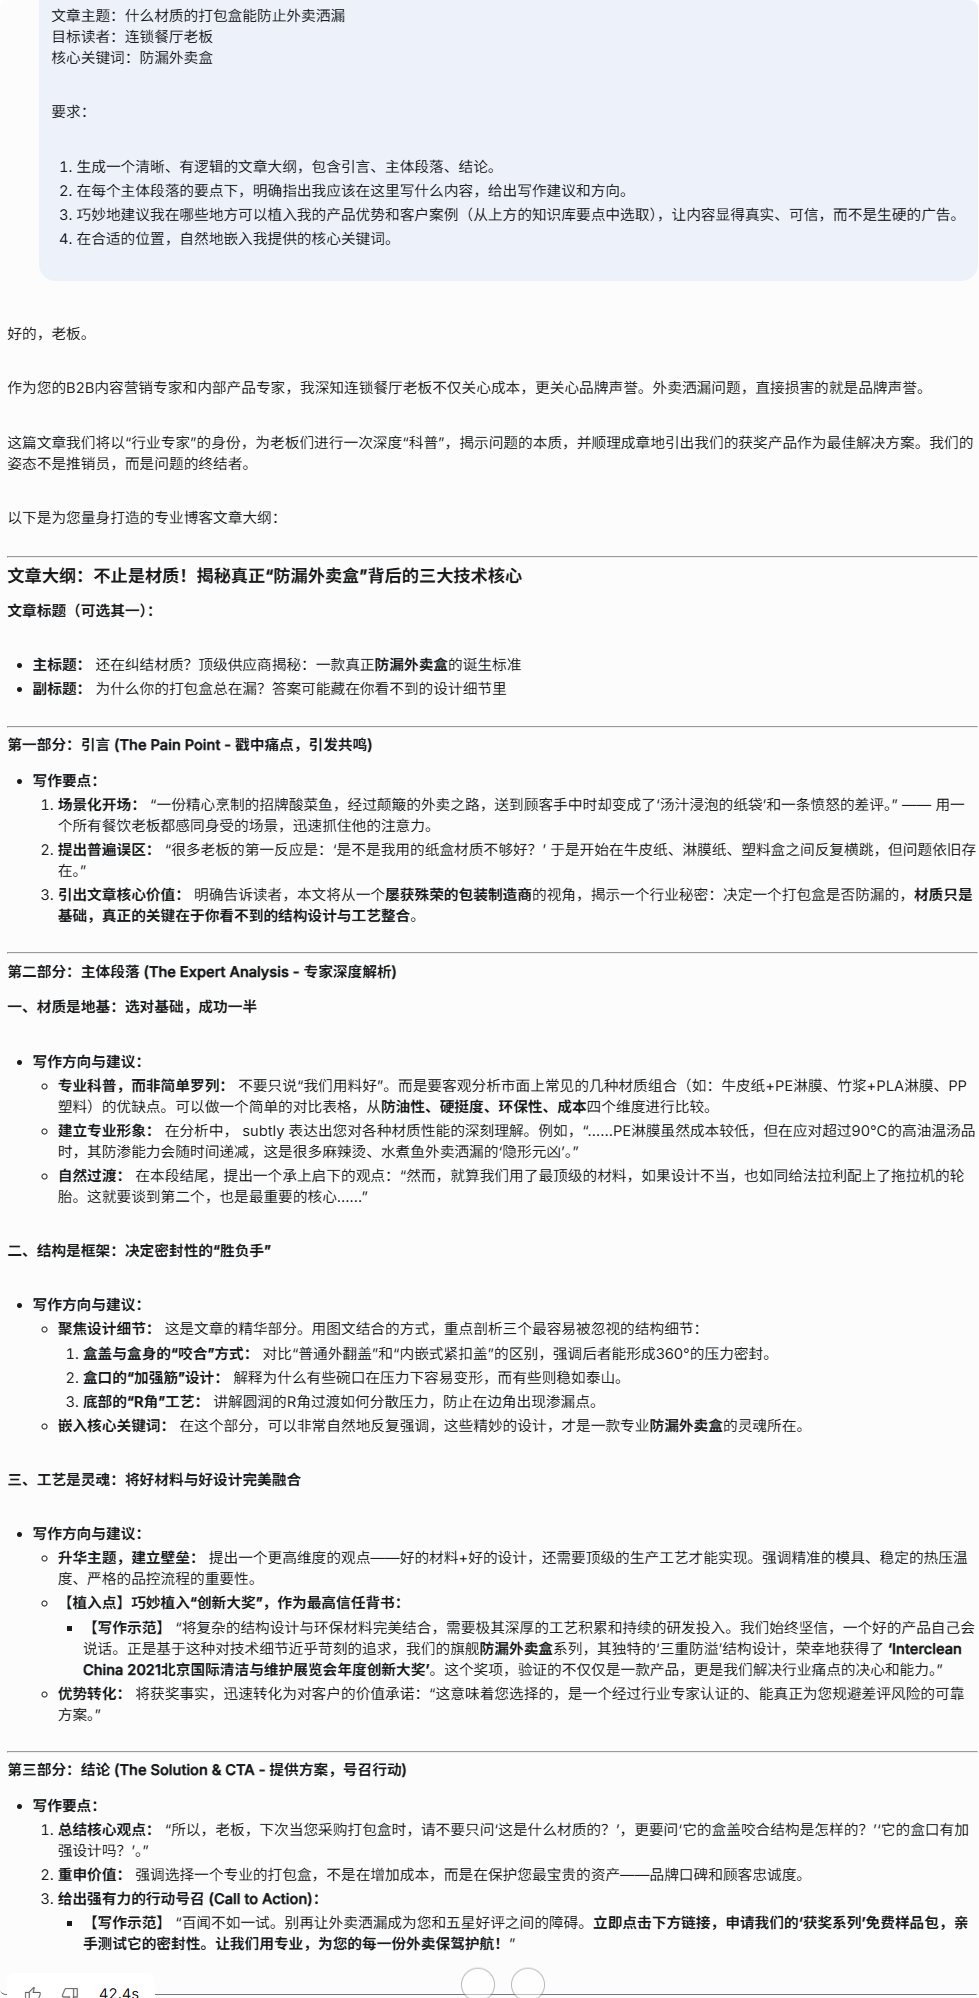 文章主题：什么材质的打包盒能防止外卖洒漏
目标读者：连锁餐厅老板
核心关键词：防漏外卖盒
要求：
1. 生成一个清晰、有逻辑的文章大纲，包含引言、主体段落、结论。
2. 在每个主体段落的要点下，明确指出我应该在这里写什么内容，给出写作建议和方向。
3. 巧妙地建议我在哪些地方可以植入我的产品优势和客户案例（从上方的知识库要点中选取），让内容显得真实、可信，而不是生硬的广告。
4. 在合适的位置，自然地嵌入我提供的核心关键词。
好的，老板。
作为您的B2B内容营销专家和内部产品专家，我深知连锁餐厅老板不仅关心成本，更关心品牌声誉。外卖洒漏问题，直接损害的就是品牌声誉。
这篇文章我们将以“行业专家”的身份，为老板们进行一次深度“科普”，揭示问题的本质，并顺理成章地引出我们的获奖产品作为最佳解决方案。我们的
姿态不是推销员，而是问题的终结者。
以下是为您量身打造的专业博客文章大纲：
文章大纲：不止是材质！揭秘真正“防漏外卖盒”背后的三大技术核心
文章标题（可选其一）：
• 主标题： 还在纠结材质？顶级供应商揭秘：一款真正防漏外卖盒的诞生标准
• 副标题： 为什么你的打包盒总在漏？答案可能藏在你看不到的设计细节里
第一部分：引言 (The Pain Point - 戳中痛点，引发共鸣)
• 写作要点：
1. 场景化开场： “一份精心烹制的招牌酸菜鱼，经过颠簸的外卖之路，送到顾客手中时却变成了‘汤汁浸泡的纸袋’和一条愤怒的差评。” —— 用一
个所有餐饮老板都感同身受的场景，迅速抓住他的注意力。
2. 提出普遍误区： “很多老板的第一反应是：‘是不是我用的纸盒材质不够好？’ 于是开始在牛皮纸、淋膜纸、塑料盒之间反复横跳，但问题依旧存
在。”
3. 引出文章核心价值： 明确告诉读者，本文将从一个屡获殊荣的包装制造商的视角，揭示一个行业秘密：决定一个打包盒是否防漏的，材质只是
基础，真正的关键在于你看不到的结构设计与工艺整合。
第二部分：主体段落 (The Expert Analysis - 专家深度解析)
一、材质是地基：选对基础，成功一半
• 写作方向与建议：
◦ 专业科普，而非简单罗列： 不要只说“我们用料好”。而是要客观分析市面上常见的几种材质组合（如：牛皮纸+PE淋膜、竹浆+PLA淋膜、PP
塑料）的优缺点。可以做一个简单的对比表格，从防油性、硬挺度、环保性、成本四个维度进行比较。
◦ 建立专业形象： 在分析中， subtly 表达出您对各种材质性能的深刻理解。例如，“......PE淋膜虽然成本较低，但在应对超过90°C的高油温汤品
时，其防渗能力会随时间递减，这是很多麻辣烫、水煮鱼外卖洒漏的‘隐形元凶’。”
◦ 自然过渡： 在本段结尾，提出一个承上启下的观点：“然而，就算我们用了最顶级的材料，如果设计不当，也如同给法拉利配上了拖拉机的轮
胎。这就要谈到第二个，也是最重要的核心......”
二、结构是框架：决定密封性的“胜负手”
• 写作方向与建议：
◦ 聚焦设计细节： 这是文章的精华部分。用图文结合的方式，重点剖析三个最容易被忽视的结构细节：
1. 盒盖与盒身的“咬合”方式： 对比“普通外翻盖”和“内嵌式紧扣盖”的区别，强调后者能形成360°的压力密封。
2. 盒口的“加强筋”设计： 解释为什么有些碗口在压力下容易变形，而有些则稳如泰山。
3. 底部的“R角”工艺： 讲解圆润的R角过渡如何分散压力，防止在边角出现渗漏点。
◦ 嵌入核心关键词： 在这个部分，可以非常自然地反复强调，这些精妙的设计，才是一款专业防漏外卖盒的灵魂所在。
三、工艺是灵魂：将好材料与好设计完美融合
• 写作方向与建议：
◦ 升华主题，建立壁垒： 提出一个更高维度的观点——好的材料+好的设计，还需要顶级的生产工艺才能实现。强调精准的模具、稳定的热压温
度、严格的品控流程的重要性。
◦ 【植入点】巧妙植入“创新大奖”，作为最高信任背书：
▪ 【写作示范】 “将复杂的结构设计与环保材料完美结合，需要极其深厚的工艺积累和持续的研发投入。我们始终坚信，一个好的产品自己会
说话。正是基于这种对技术细节近乎苛刻的追求，我们的旗舰防漏外卖盒系列，其独特的‘三重防溢’结构设计，荣幸地获得了 ‘Interclean
China 2021北京国际清洁与维护展览会年度创新大奖’。这个奖项，验证的不仅仅是一款产品，更是我们解决行业痛点的决心和能力。”
◦ 优势转化： 将获奖事实，迅速转化为对客户的价值承诺：“这意味着您选择的，是一个经过行业专家认证的、能真正为您规避差评风险的可靠
方案。”
第三部分：结论 (The Solution & CTA - 提供方案，号召行动)
• 写作要点：
1. 总结核心观点： “所以，老板，下次当您采购打包盒时，请不要只问‘这是什么材质的？’，更要问‘它的盒盖咬合结构是怎样的？’‘它的盒口有加
强设计吗？’。”
2. 重申价值： 强调选择一个专业的打包盒，不是在增加成本，而是在保护您最宝贵的资产——品牌口碑和顾客忠诚度。
3. 给出强有力的行动号召 (Call to Action)：
▪ 【写作示范】 “百闻不如一试。别再让外卖洒漏成为您和五星好评之间的障碍。立即点击下方链接，申请我们的‘获奖系列’免费样品包，亲
手测试它的密封性。让我们用专业，为您的每一份外卖保驾护航！”
42.4s